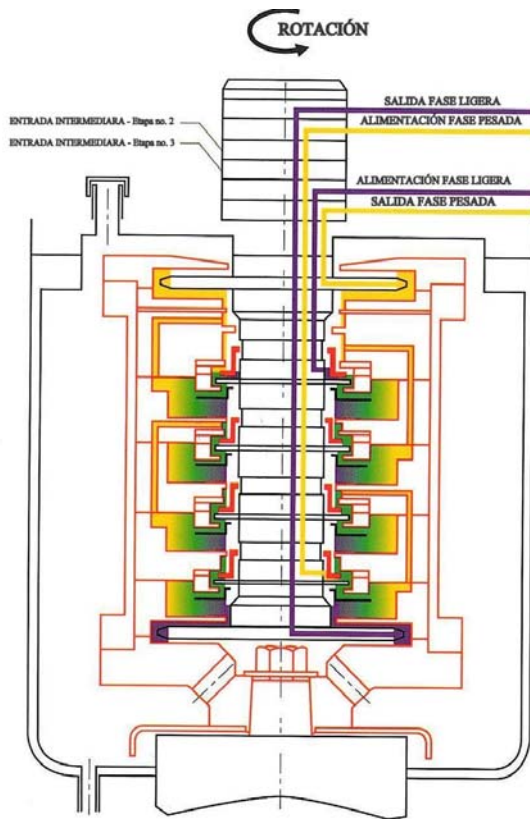 ROTACIÓN
SALIDA FASE LIGERA
ENTRADA INTERMEDIARA - Etapa no. 2
ALIMENTACIÓN FASE PESADA
ENTRADA INTERMEDIARA - Etapa no. 3
ALIMENTACIÓN FASE LIGERA
SALIDA FASE PESADA